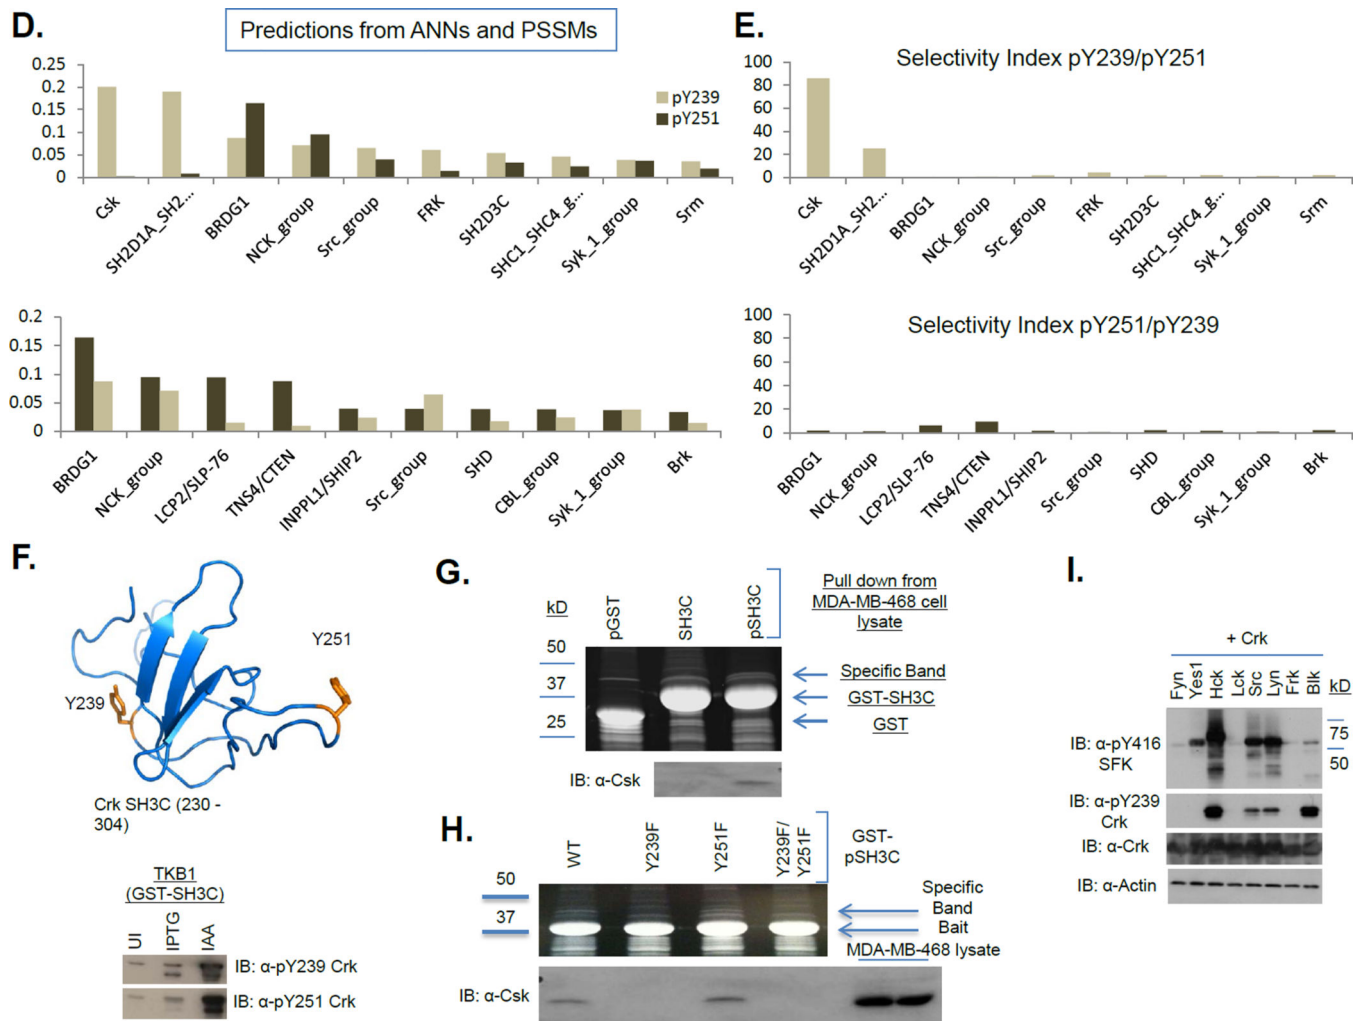 D.
Predictions from ANNs and PSSMs
0.25
0.2
0.15
0.1
0.05
0
pY239
pY251
Csk
SH2D1A_SH2...
BRDG1
NCK_group
Src_group
FRK
SH2D3C
SHC1_SHC4_g...
Syk_1_group
Srm
0.2
0.15
0.1
0.05
0
BRDG1
NCK_group
LCP2/SLP-76
TNS4/CTEN
INPPL1/SHIP2
Src_group
SHD
CBL_group
Syk_1_group
Brk
E.
Selectivity Index pY239/pY251
100
80
60
40
20
0
Csk
SH2D1A_SH2...
BRDG1
NCK_group
Src_group
FRK
SH2D3C
SHC1_SHC4_g...
Syk_1_group
Srm
Selectivity Index pY251/pY239
100
80
60
40
20
0
BRDG1
NCK_group
LCP2/SLP-76
TNS4/CTEN
INPPL1/SHIP2
Src_group
SHD
CBL_group
Syk_1_group
Brk
F.
Y251
Y239
Crk SH3C (230 -
304)
TKB1
(GST-SH3C)
UI
IPTG
IAA
IB: α-pY239 Crk
IB: α-pY251 Crk
G.
kD
50
37
25
pGST
SH3C
pSH3C
Pull down from
MDA-MB-468 cell
lysate
Specific Band
GST-SH3C
GST
IB: α-Csk
H.
50
37
WT
Y239F
Y251F
Y239F/
Y251F
GST-
pSH3C
Specific
Band
Bait
MDA-MB-468 lysate
IB: α-Csk
I.
+ Crk
Fyn
Yes1
Hck
Lck
Src
Lyn
Frk
Blk
kD
75
50
IB: α-pY416
SFK
IB: α-pY239
Crk
IB: α-Crk
IB: α-Actin